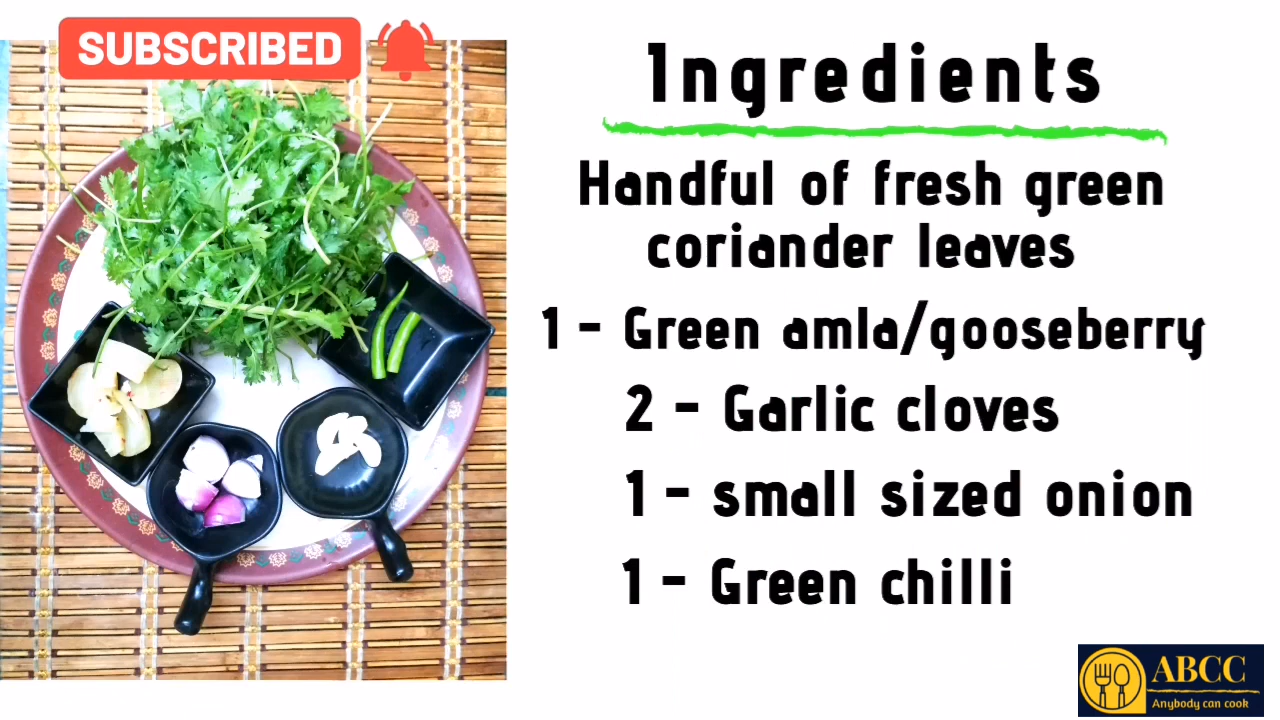 SUBSCRIBED
Ingredients
Handful of fresh green
coriander leaves
1 - Green amla/gooseberry
2 - Garlic cloves
1 - small sized onion
1 - Green chilli
ABCC
Anybody can cook